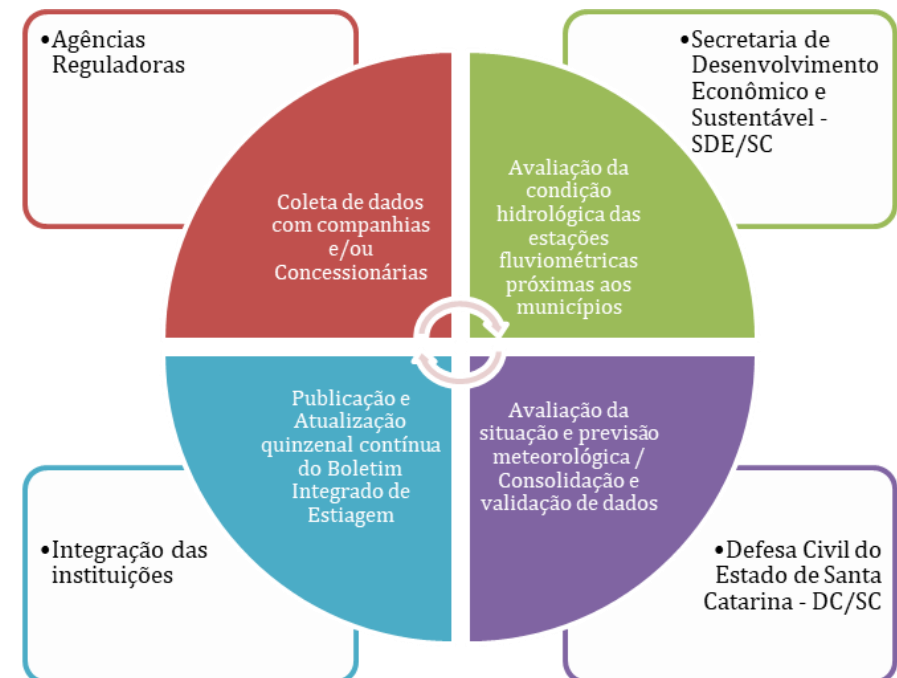 •Agências
Reguladoras
•Secretaria de
Desenvolvimento
Econômico e
Sustentável -
SDE/SC
Coleta de dados
com companhias
e/ou
Concessionárias
Avaliação da
condição
hidrológica das
estações
fluviométricas
próximas aos
municípios
Publicação e
Atualização
quinzenal contínua
do Boletim
Integrado de
Estiagem
Avaliação da
situação e previsão
meteorológica /
Consolidação e
validação de dados
•Integração das
instituições
•Defesa Civil do
Estado de Santa
Catarina - DC/SC